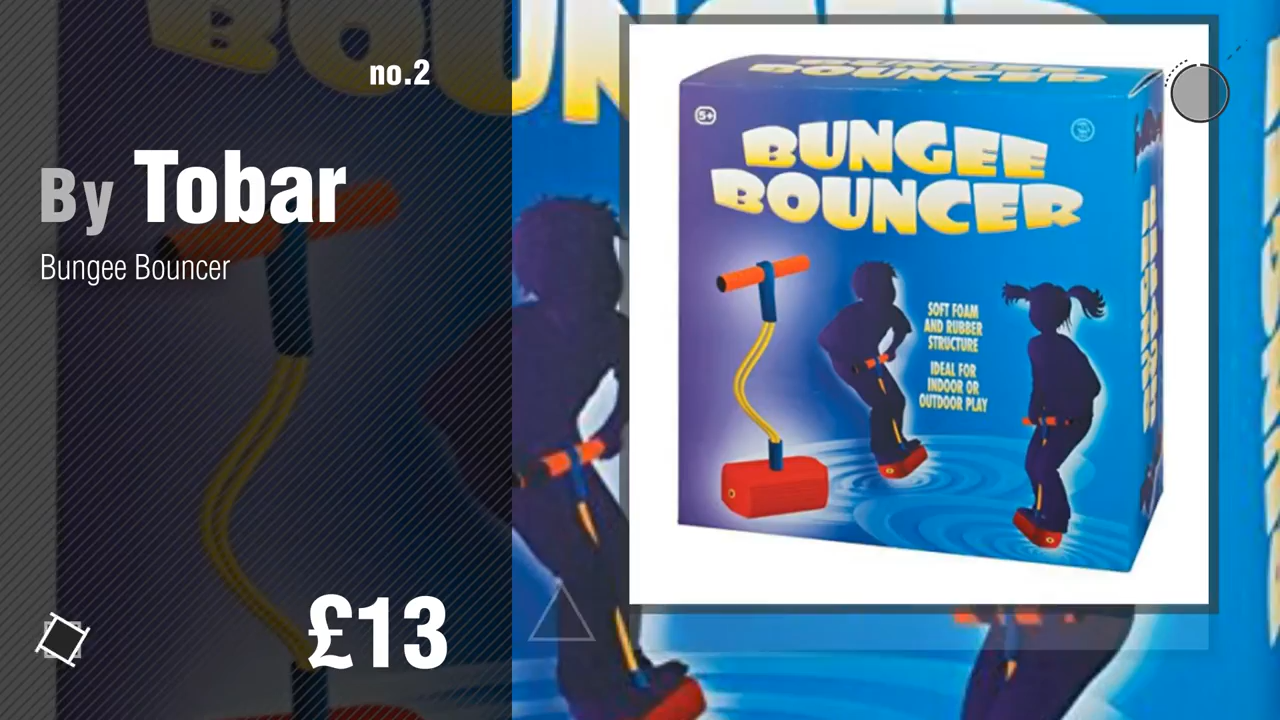 no.2
By Tobar
Bungee Bouncer
£13
BOUNCER
5+
BUNGEE
BOUNCER
SOFT FOAM
AND RUBBER
STRUCTURE
IDEAL FOR
INDOOR OR
OUTDOOR PLAY